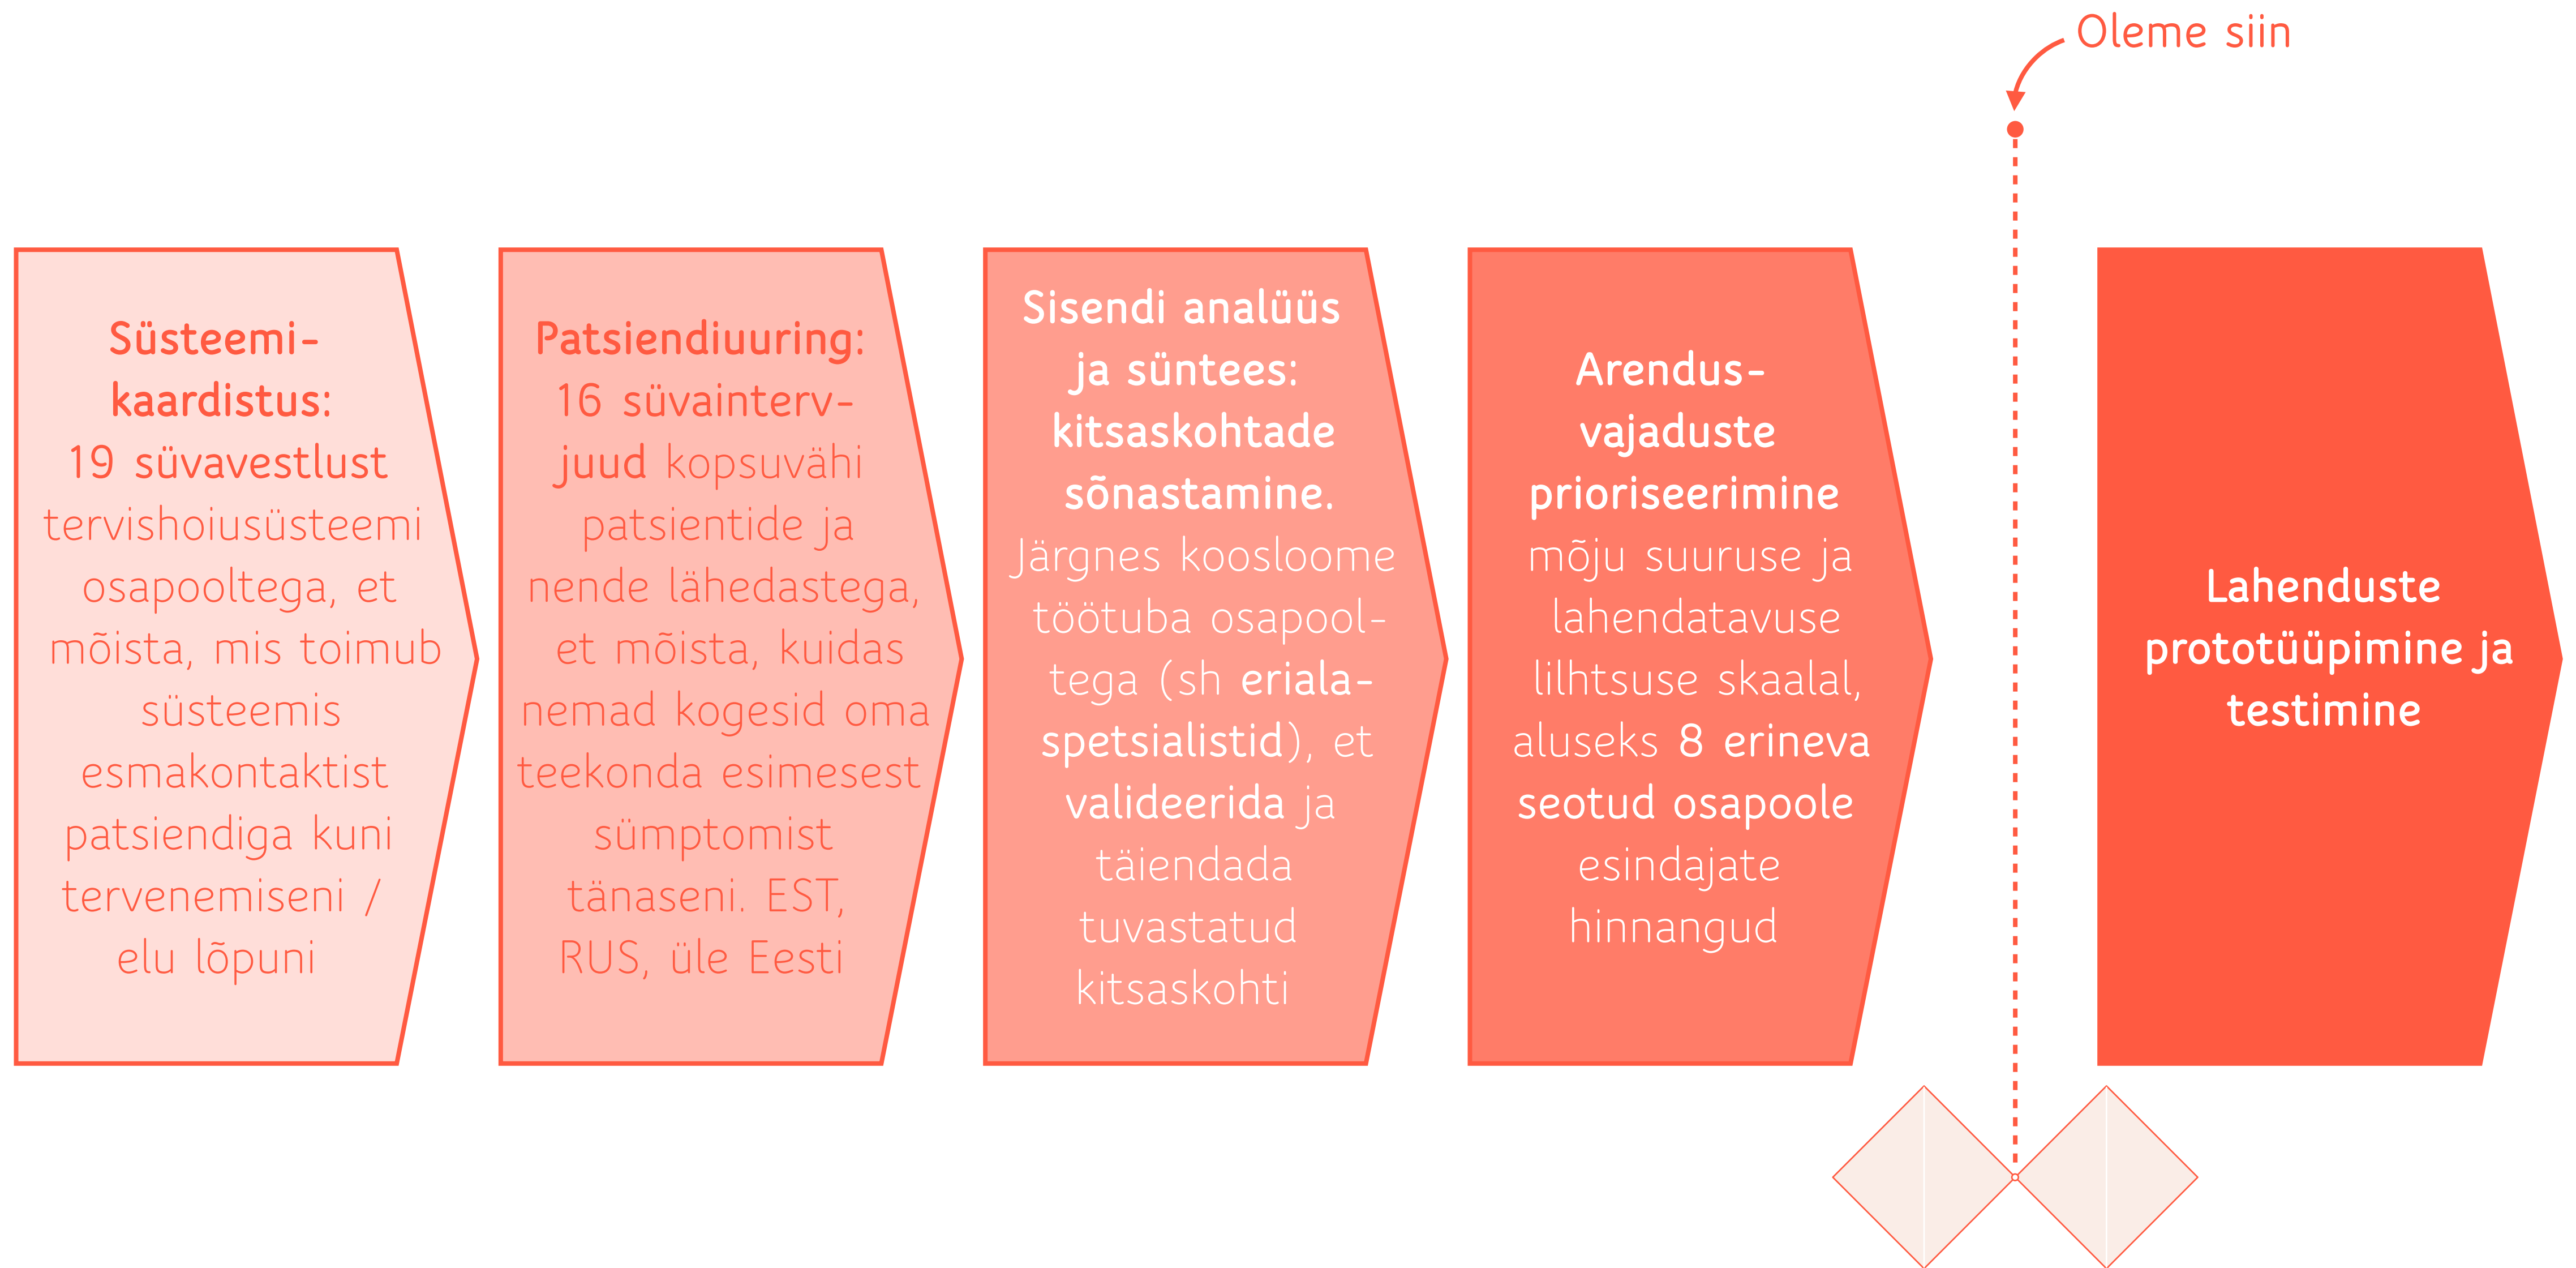 Oleme siin
Süsteemi-
kaardistus:
19 süvavestlust
tervishoiusüsteemi
osapooltega, et
mõista, mis toimub
süsteemis
esmakontaktist
patsiendiga kuni
tervenemiseni /
elu lõpuni
Patsiendiuuring:
16 süvainterv-
juud kopsuvähi
patsientide ja
nende lähedastega,
et mõista, kuidas
nemad kogesid oma
teekonda esimesest
sümptomist
tänaseni. EST,
RUS, üle Eesti
Sisendi analüüs
ja süntees:
kitsaskohtade
sõnastamine.
Järgnes koosloome
töötuba osapool-
tega (sh eriala-
spetsialistid), et
valideerida ja
täiendada
tuvastatud
kitsaskohti
Arendus-
vajaduste
prioriseerimine
mõju suuruse ja
lahendatavuse
lilhtsuse skaalal,
aluseks 8 erineva
seotud osapoole
esindajate
hinnangud
Lahenduste
prototüüpimine ja
testimine